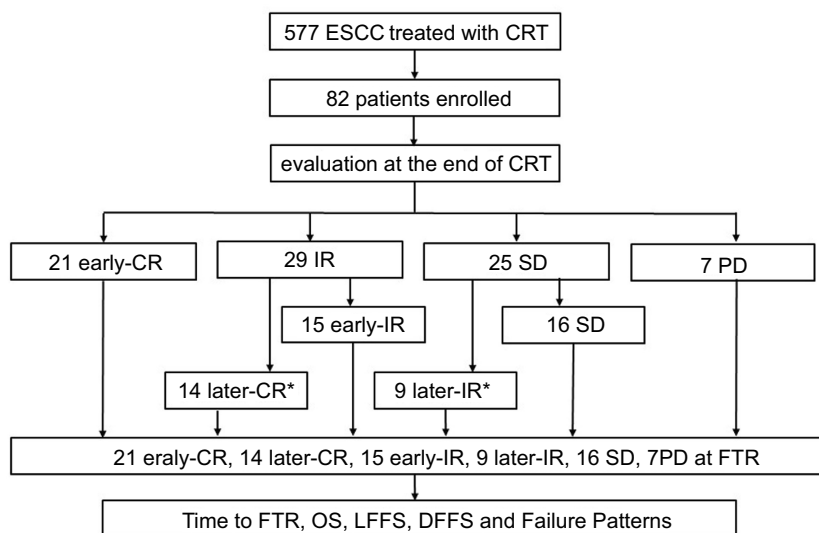 577 ESCC treated with CRT
82 patients enrolled
evaluation at the end of CRT
21 early-CR
29 IR
25 SD
7 PD
15 early-IR
16 SD
14 later-CR*
9 later-IR*
21 eraly-CR, 14 later-CR, 15 early-IR, 9 later-IR, 16 SD, 7PD at FTR
Time to FTR, OS, LFFS, DFFS and Failure Patterns